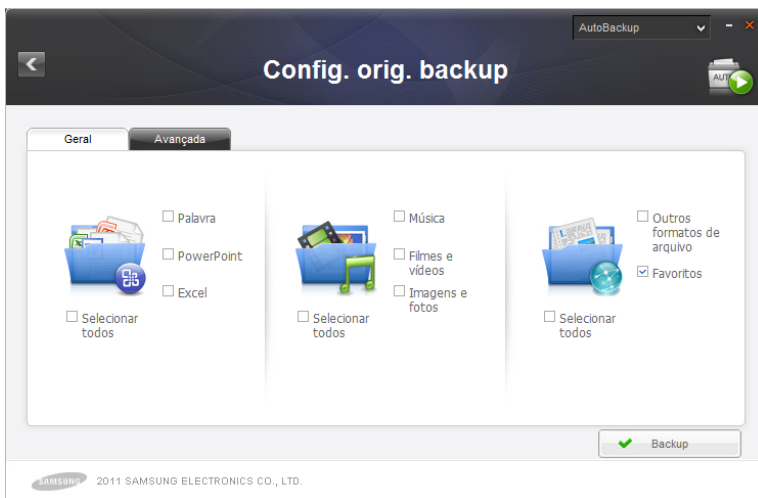 AutoBackup
Config. orig. backup
AUTO
Geral
Avançada
Palavra
PowerPoint
Excel
Selecionar
todos
Música
Filmes e
vídeos
Imagens e
fotos
Selecionar
todos
Outros
formatos de
arquivo
Favoritos
Selecionar
todos
Backup
SAMSUNG
2011 SAMSUNG ELECTRONICS CO., LTD.